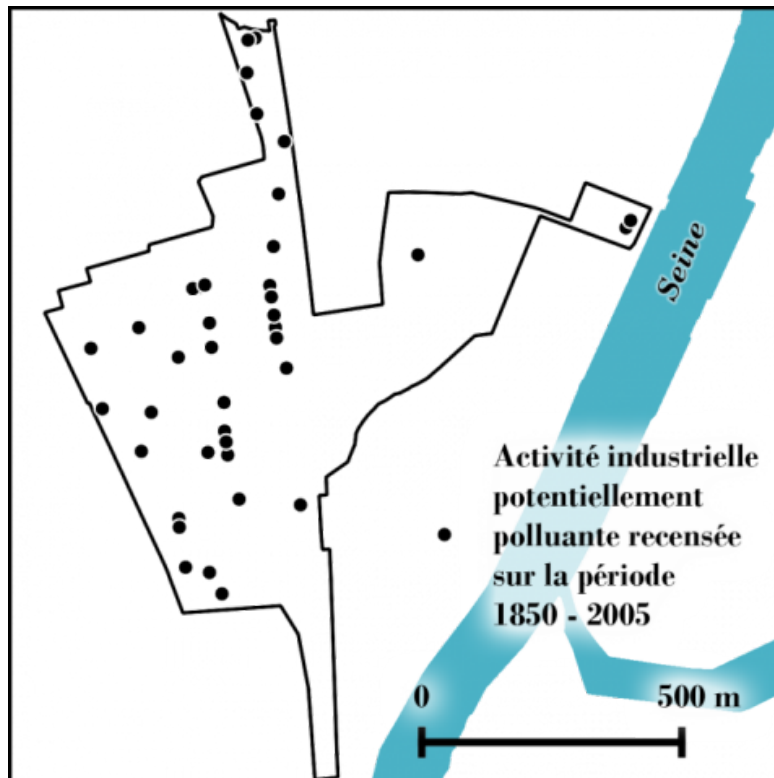 Seine
Activité industrielle
potentiellement
polluante recensée
sur la période
1850 - 2005
0 500 m